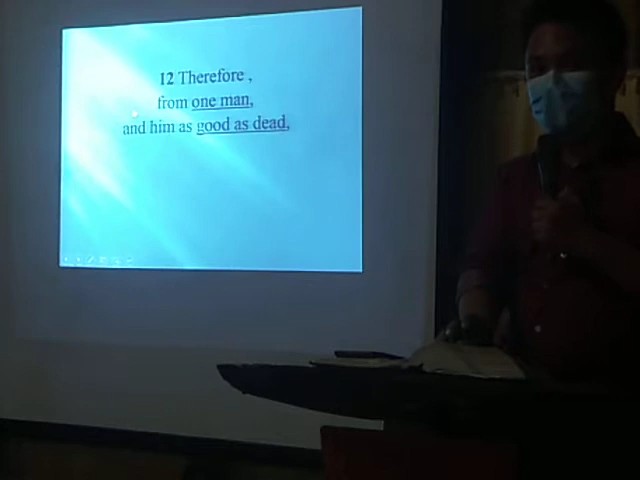 12 Therefore ,
from one man,
and him as good as dead,